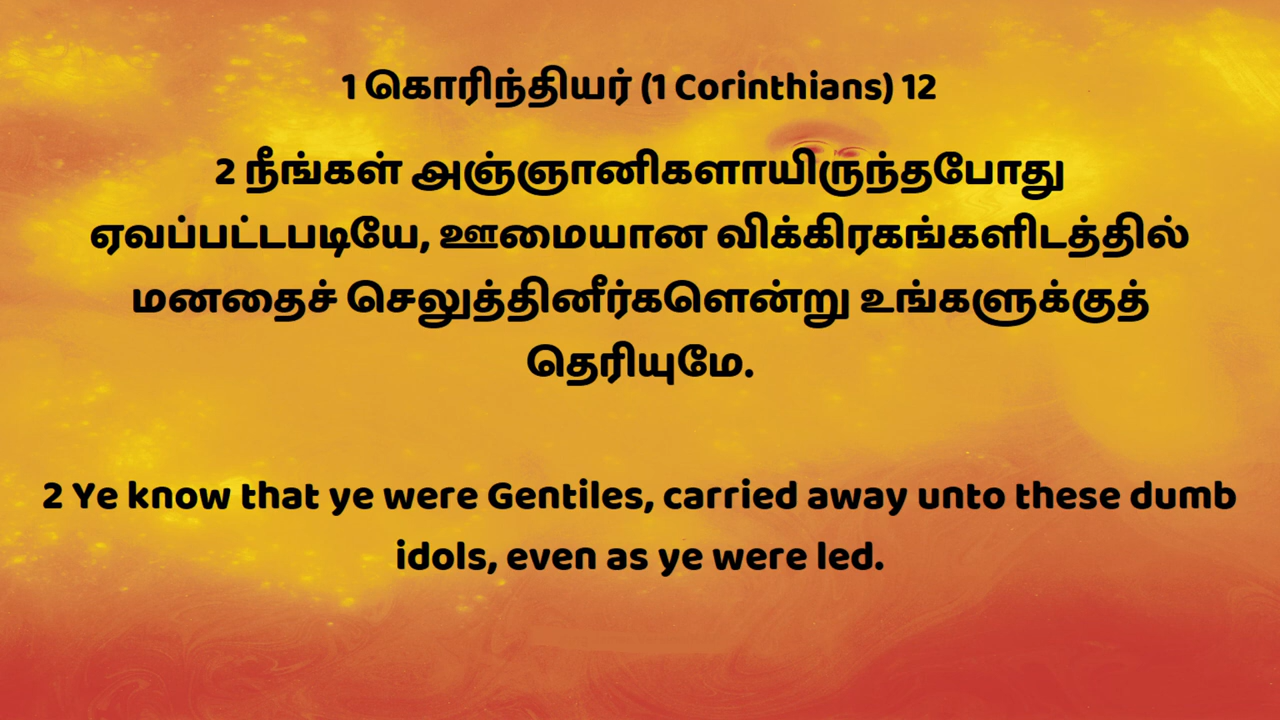 1 கொரிந்தியர் (1 Corinthians) 12
2 நீங்கள் அஞ்ஞானிகளாயிருந்தபோது
ஏவப்பட்டபடியே, ஊமையான விக்கிரகங்களிடத்தில்
மனதைச் செலுத்தினீர்களென்று உங்களுக்குத்
தெரியுமே.
2 Ye know that ye were Gentiles, carried away unto these dumb
idols, even as ye were led.